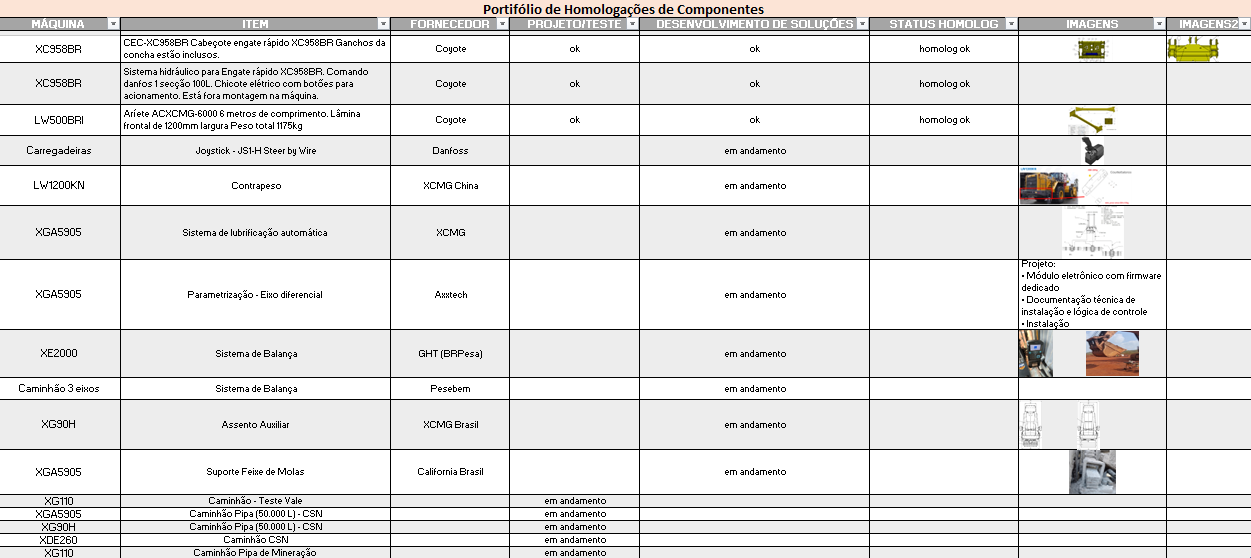 Portifólio de Homologações de Componentes
MÁQUINA ITEM FORNECEDOR PROJETO/TESTE DESENVOLVIMENTO DE SOLUÇÕES STATUS HOMOLOG IMAGENS IMAGENS2
XC958BR CEC-XC958BR Cabeçote engate rápido XC958BR Ganchos da
concha estão inclusos. Coyote ok ok homolog ok
XC958BR Sistema hidráulico para Engate rápido XC958BR. Comando
danfos 1 secção 100L. Chicote elétrico com botões para
acionamento. Está fora montagem na máquina. Coyote ok ok homolog ok
LW500BRI Aríete ACXCMG-6000 6 metros de comprimento. Lâmina
frontal de 1200mm largura Peso total 1175kg Coyote ok ok homolog ok
Carregadeiras Joystick - JS1-H Steer by Wire Danfoss em andamento
LW1200KN Contrapeso XCMG China em andamento
XGA5905 Sistema de lubrificação automática XCMG em andamento
XGA5905 Parametrização - Eixo diferencial Axxtech em andamento
Projeto:
• Módulo eletrônico com firmware
dedicado
• Documentação técnica de
instalação e lógica de controle
• Instalação
XE2000 Sistema de Balança GHT (BRPesa) em andamento
Caminhão 3 eixos Sistema de Balança Pesebem em andamento
XG90H Assento Auxiliar XCMG Brasil em andamento
XGA5905 Suporte Feixe de Molas California Brasil em andamento
XG110 Caminhão - Teste Vale em andamento
XGA5905 Caminhão Pipa (50.000 L) - CSN em andamento
XG90H Caminhão Pipa (50.000 L) - CSN em andamento
XDE260 Caminhão CSN em andamento
XG110 Caminhão Pipa de Mineração em andamento